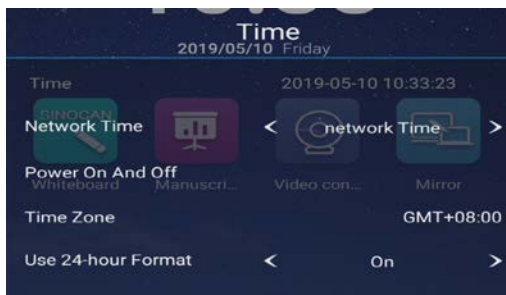 Time
2019/05/10 Friday
Time 2019-05-10 10:33:23
SINOCAN
Network Time < network Time >
Power On And Off
Whiteboard Manuscri... Video con... Mirror
Time Zone GMT+08:00
Use 24-hour Format < On >